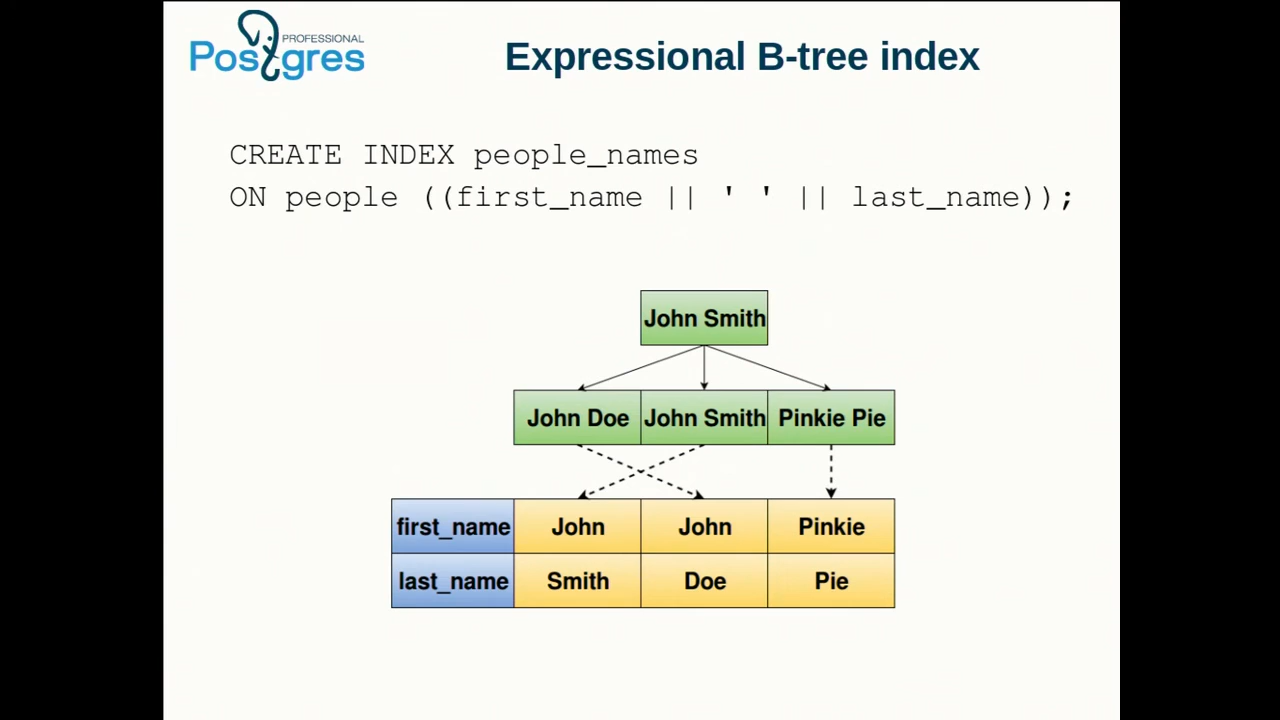 PROFESSIONAL
Postgres
Expressional B-tree index
CREATE INDEX people_names
ON people ((first_name || ' ' || last_name));
John Smith
John Doe John Smith Pinkie Pie
first_name John John Pinkie
last_name Smith Doe Pie